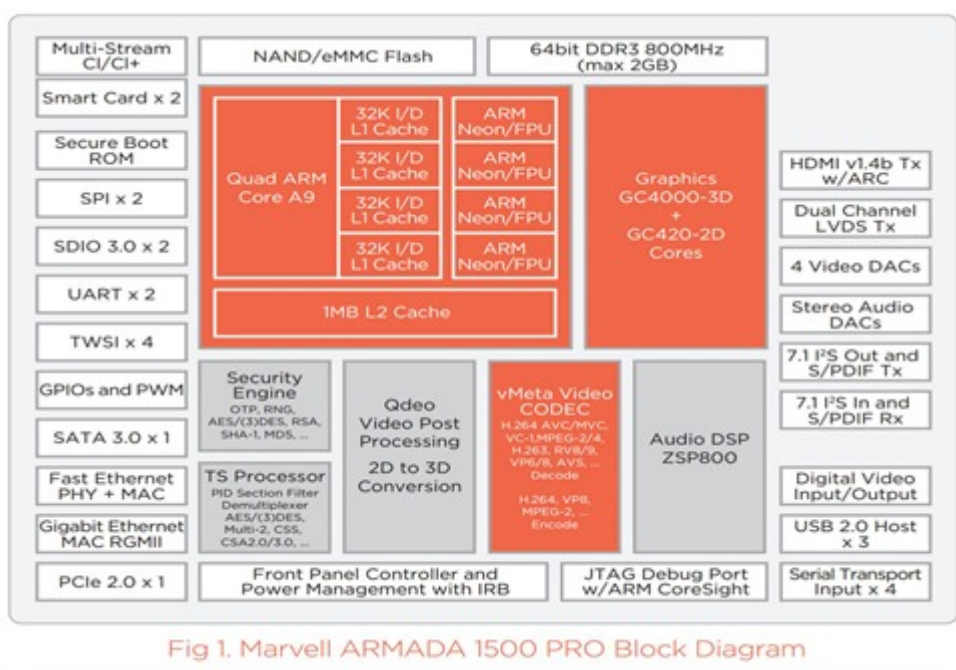 Multi-Stream
CI/CI+
NAND/eMMC Flash
64bit DDR3 800MHz
(max 2GB)
Smart Card x 2
Secure Boot
ROM
SPI x 2
SDIO 3.0 x 2
UART x 2
TWSI x 4
GPIOs and PWM
SATA 3.0 x 1
Fast Ethernet
PHY + MAC
Gigabit Ethernet
MAC RGMII
PCIe 2.0 x 1
Quad ARM
Core A9
32K I/D
L1 Cache
32K I/D
L1 Cache
32K I/D
L1 Cache
32K I/D
L1 Cache
ARM
Neon/FPU
ARM
Neon/FPU
ARM
Neon/FPU
ARM
Neon/FPU
1MB L2 Cache
Graphics
GC4000-3D
+
GC420-2D
Cores
Security
Engine
OTP, RNG,
AES/(3)DES, RSA,
SHA-1, MD5, ...
TS Processor
PID Section Filter
Demultiplexer
AES/(3)DES,
Multi-2, CSS,
CSA2.0/3.0, ...
Qdeo
Video Post
Processing
2D to 3D
Conversion
vMeta Video
CODEC
H.264 AVC/MVC,
VC-1,MPEG-2/4,
H.263, RV8/9,
VP6/8, AVS, ...
Decode
H.264, VP8,
MPEG-2, ...
Encode
Audio DSP
ZSP800
HDMI v1.4b Tx
w/ARC
Dual Channel
LVDS Tx
4 Video DACs
Stereo Audio
DACs
7.1 I²S Out and
S/PDIF Tx
7.1 I²S In and
S/PDIF Rx
Digital Video
Input/Output
USB 2.0 Host
x 3
Serial Transport
Input x 4
Front Panel Controller and
Power Management with IRB
JTAG Debug Port
w/ARM CoreSight
Fig 1. Marvell ARMADA 1500 PRO Block Diagram